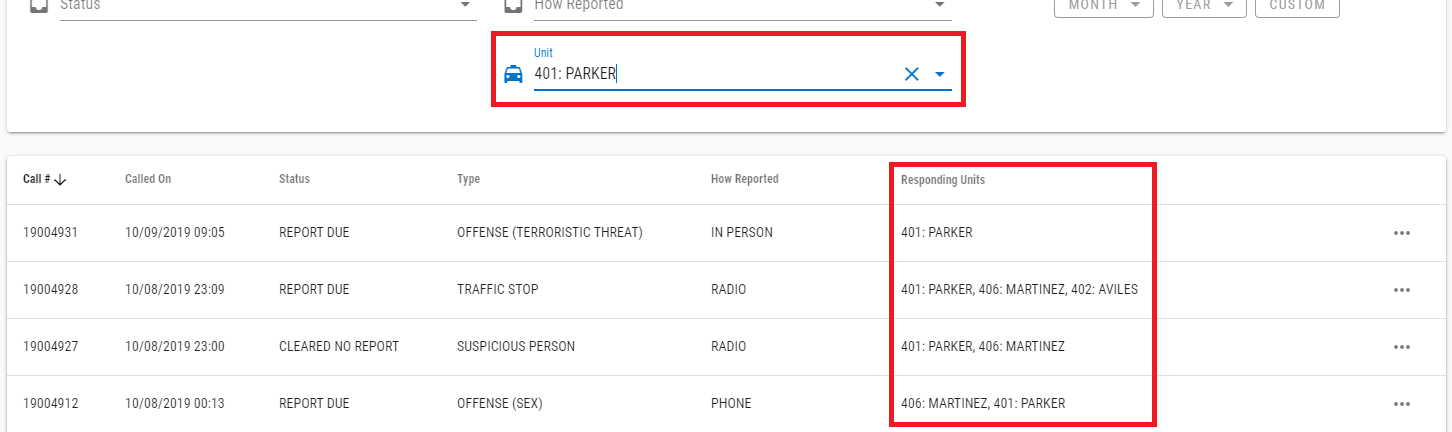 Status How Reported MONTH YEAR CUSTOM
Unit
401: PARKER
Call # Called On Status Type How Reported Responding Units
19004931 10/09/2019 09:05 REPORT DUE OFFENSE (TERRORISTIC THREAT) IN PERSON 401: PARKER
19004928 10/08/2019 23:09 REPORT DUE TRAFFIC STOP RADIO 401: PARKER, 406: MARTINEZ, 402: AVILES
19004927 10/08/2019 23:00 CLEARED NO REPORT SUSPICIOUS PERSON RADIO 401: PARKER, 406: MARTINEZ
19004912 10/08/2019 00:13 REPORT DUE OFFENSE (SEX) PHONE 406: MARTINEZ, 401: PARKER